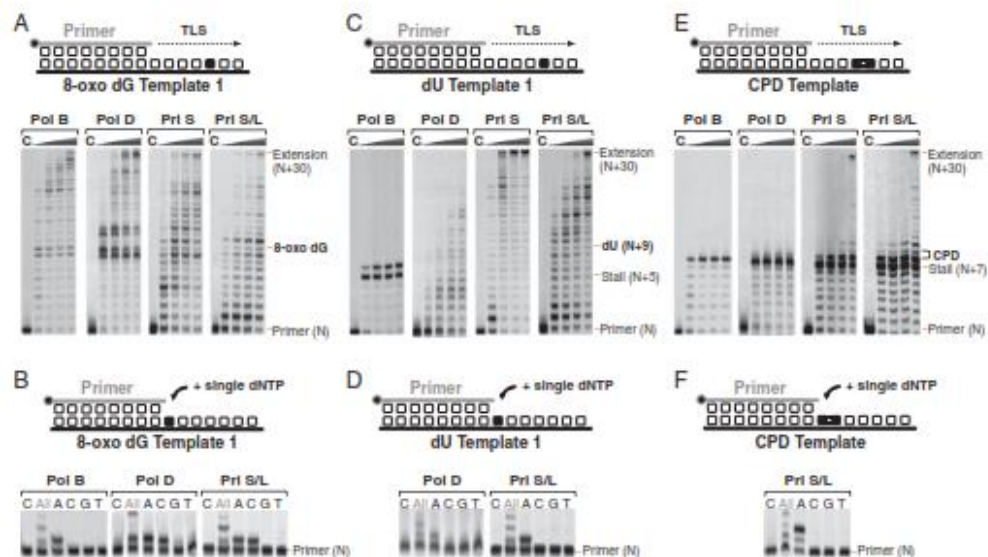 A
Primer
TLS
8-oxo dG Template 1
Pol B Pol D Pri S Pri S/L
C C C C
Extension
(N+30)
8-oxo dG
Primer (N)
B
Primer
+ single dNTP
8-oxo dG Template 1
Pol B Pol D Pri S/L
C All A C G T C All A C G T C All A C G T
Primer (N)
C
Primer
TLS
dU Template 1
Pol B Pol D Pri S Pri S/L
C C C C
Extension
(N+30)
dU (N+9)
Stall (N+5)
Primer (N)
D
Primer
+ single dNTP
dU Template 1
Pol D Pri S/L
C All A C G T C All A C G T
Primer (N)
E
Primer
TLS
CPD Template
Pol B Pol D Pri S Pri S/L
C C C C
Extension
(N+30)
CPD
Stall (N+7)
Primer (N)
F
Primer
+ single dNTP
CPD Template
Pri S/L
C All A C G T
Primer (N)